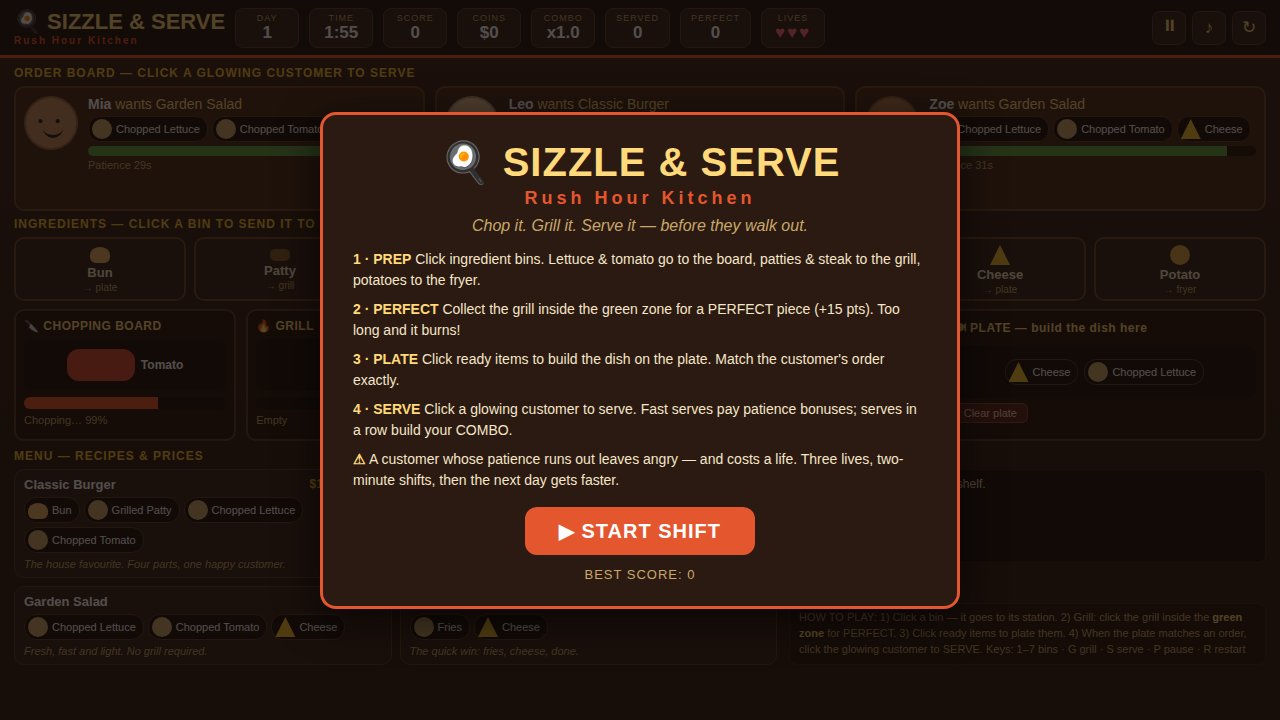 SIZZLE & SERVE
Rush Hour Kitchen
DAY
1
TIME
1:55
SCORE
0
COINS
$0
COMBO
x1.0
SERVED
0
PERFECT
0
LIVES
ORDER BOARD — CLICK A GLOWING CUSTOMER TO SERVE
Mia wants Garden Salad
Chopped Lettuce
Chopped Tomato
Patience 29s
Leo wants Classic Burger
Zoe wants Garden Salad
Chopped Lettuce
Chopped Tomato
Cheese
31s
SIZZLE & SERVE
Rush Hour Kitchen
Chop it. Grill it. Serve it — before they walk out.
1 · PREP Click ingredient bins. Lettuce & tomato go to the board, patties & steak to the grill,
potatoes to the fryer.
2 · PERFECT Collect the grill inside the green zone for a PERFECT piece (+15 pts). Too
long and it burns!
3 · PLATE Click ready items to build the dish on the plate. Match the customer's order
exactly.
4 · SERVE Click a glowing customer to serve. Fast serves pay patience bonuses; serves in
a row build your COMBO.
⚠ A customer whose patience runs out leaves angry — and costs a life. Three lives, two-
minute shifts, then the next day gets faster.
▶ START SHIFT
BEST SCORE: 0
INGREDIENTS — CLICK A BIN TO SEND IT TO
Bun
→ plate
Patty
→ grill
Cheese
→ plate
Potato
→ fryer
CHOPPING BOARD
Tomato
Chopping… 99%
GRILL
Empty
PLATE — build the dish here
Cheese
Chopped Lettuce
Clear plate
MENU — RECIPES & PRICES
Classic Burger
Bun
Grilled Patty
Chopped Lettuce
Chopped Tomato
The house favourite. Four parts, one happy customer.
shelf.
Garden Salad
Chopped Lettuce
Chopped Tomato
Cheese
Fresh, fast and light. No grill required.
Fries
Cheese
The quick win: fries, cheese, done.
HOW TO PLAY: 1) Click a bin — it goes to its station. 2) Grill: click the grill inside the green
zone for PERFECT. 3) Click ready items to plate them. 4) When the plate matches an order,
click the glowing customer to SERVE. Keys: 1–7 bins · G grill · S serve · P pause · R restart